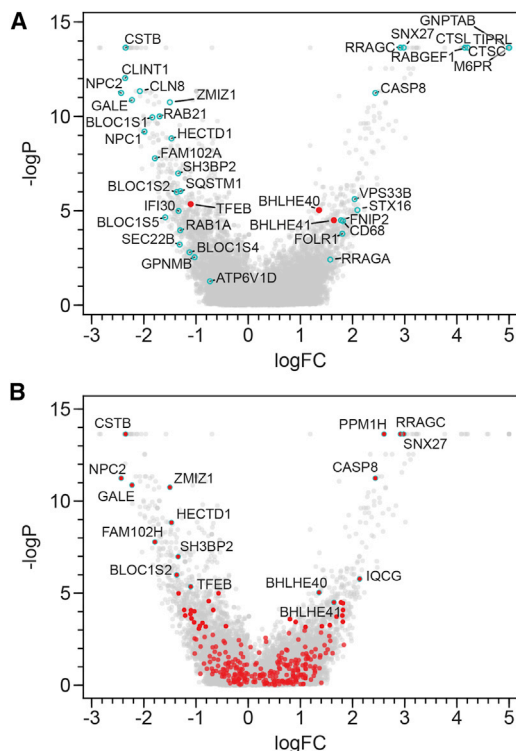 A
GNPTAB
SNX27
CTSL TIPRL
CSTB
RRAGC
RABGEF1
CTSC
M6PR
CLINT1
NPC2
CLN8
ZMIZ1
CASP8
GALE
RAB21
BLOC1S1
HECTD1
NPC1
FAM102A
SH3BP2
BLOC1S2
SQSTM1
VPS33B
IFI30
TFEB
BHLHE40
STX16
BLOC1S5
RAB1A
BHLHE41
FNIP2
CD68
SEC22B
BLOC1S4
FOLR1
GPNMB
RRAGA
ATP6V1D
15
10
5
0
-logP
-3 -2 -1 0 1 2 3 4 5
logFC
B
CSTB
PPM1H
RRAGC
SNX27
NPC2
ZMIZ1
CASP8
GALE
HECTD1
FAM102H
SH3BP2
BLOC1S2
TFEB
BHLHE40
IQCG
BHLHE41
15
10
5
0
-logP
-3 -2 -1 0 1 2 3 4 5
logFC